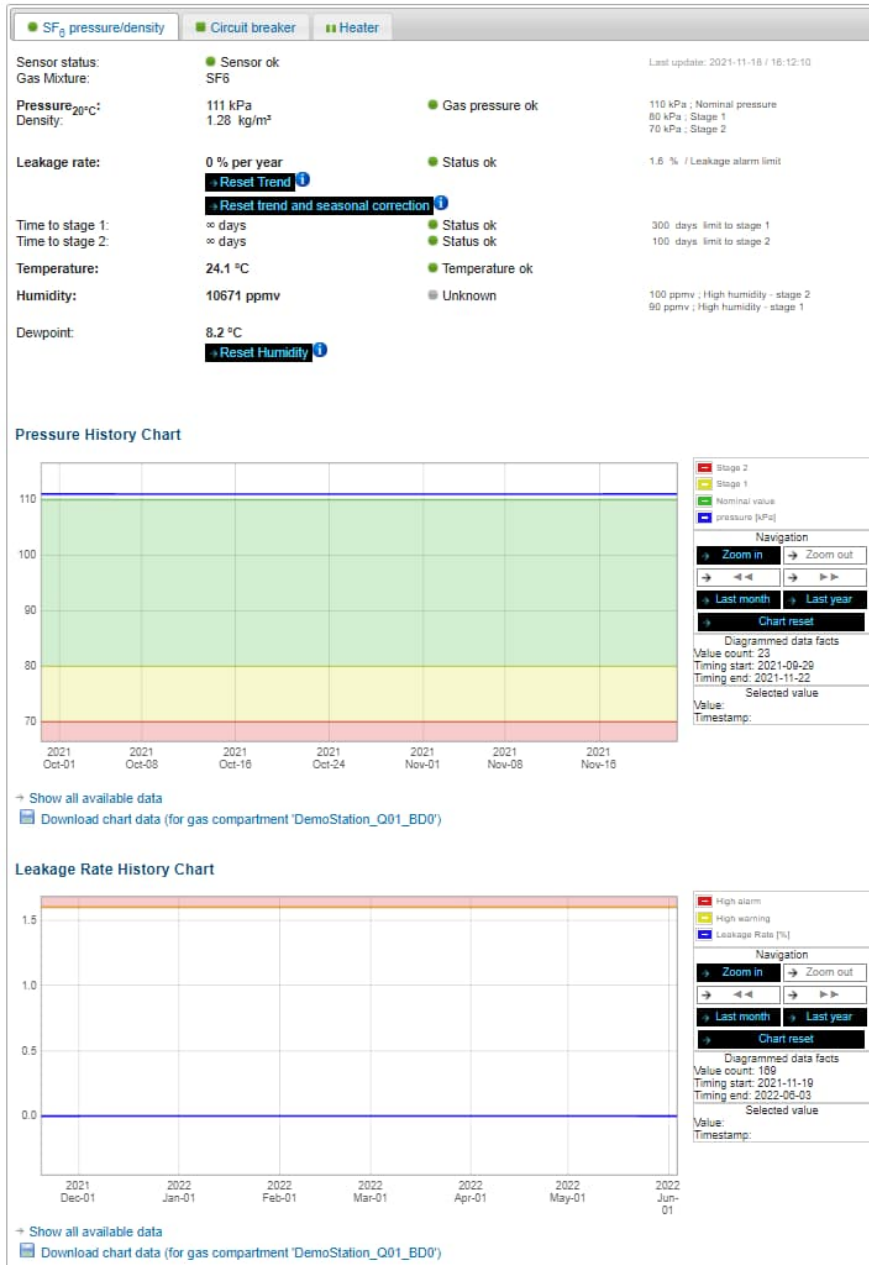 SF6 pressure/density Circuit breaker Heater
Sensor status: Sensor ok Last update: 2021-11-16 / 16:12:10
Gas Mixture: SF6
Pressure20°C: 111 kPa Gas pressure ok 110 kPa ; Nominal pressure
Density: 1.28 kg/m³ 80 kPa ; Stage 1
70 kPa ; Stage 2
Leakage rate: 0 % per year Status ok 1.6 % / Leakage alarm limit
→Reset Trend i
→Reset trend and seasonal correction i
Time to stage 1: ∞ days Status ok 300 days limit to stage 1
Time to stage 2: ∞ days Status ok 100 days limit to stage 2
Temperature: 24.1 °C Temperature ok
Humidity: 10671 ppmv Unknown 100 ppmv ; High humidity - stage 2
90 ppmv ; High humidity - stage 1
Dewpoint: 8.2 °C
→Reset Humidity i
Pressure History Chart
110
100
90
80
70
2021 2021 2021 2021 2021 2021 2021
Oct-01 Oct-08 Oct-16 Oct-24 Nov-01 Nov-08 Nov-16
Stage 2
Stage 1
Nominal value
pressure [kPa]
Navigation
→ Zoom in → Zoom out
→ ◄◄ → ►►
→ Last month → Last year
→ Chart reset
Diagrammed data facts
Value count: 23
Timing start: 2021-09-29
Timing end: 2021-11-22
Selected value
Value:
Timestamp:
→ Show all available data
Download chart data (for gas compartment 'DemoStation_Q01_BD0')
Leakage Rate History Chart
1.5
1.0
0.5
0.0
2021 2022 2022 2022 2022 2022 2022
Dec-01 Jan-01 Feb-01 Mar-01 Apr-01 May-01 Jun-
01
High alarm
High warning
Leakage Rate [%]
Navigation
→ Zoom in → Zoom out
→ ◄◄ → ►►
→ Last month → Last year
→ Chart reset
Diagrammed data facts
Value count: 169
Timing start: 2021-11-19
Timing end: 2022-06-03
Selected value
Value:
Timestamp:
→ Show all available data
Download chart data (for gas compartment 'DemoStation_Q01_BD0')